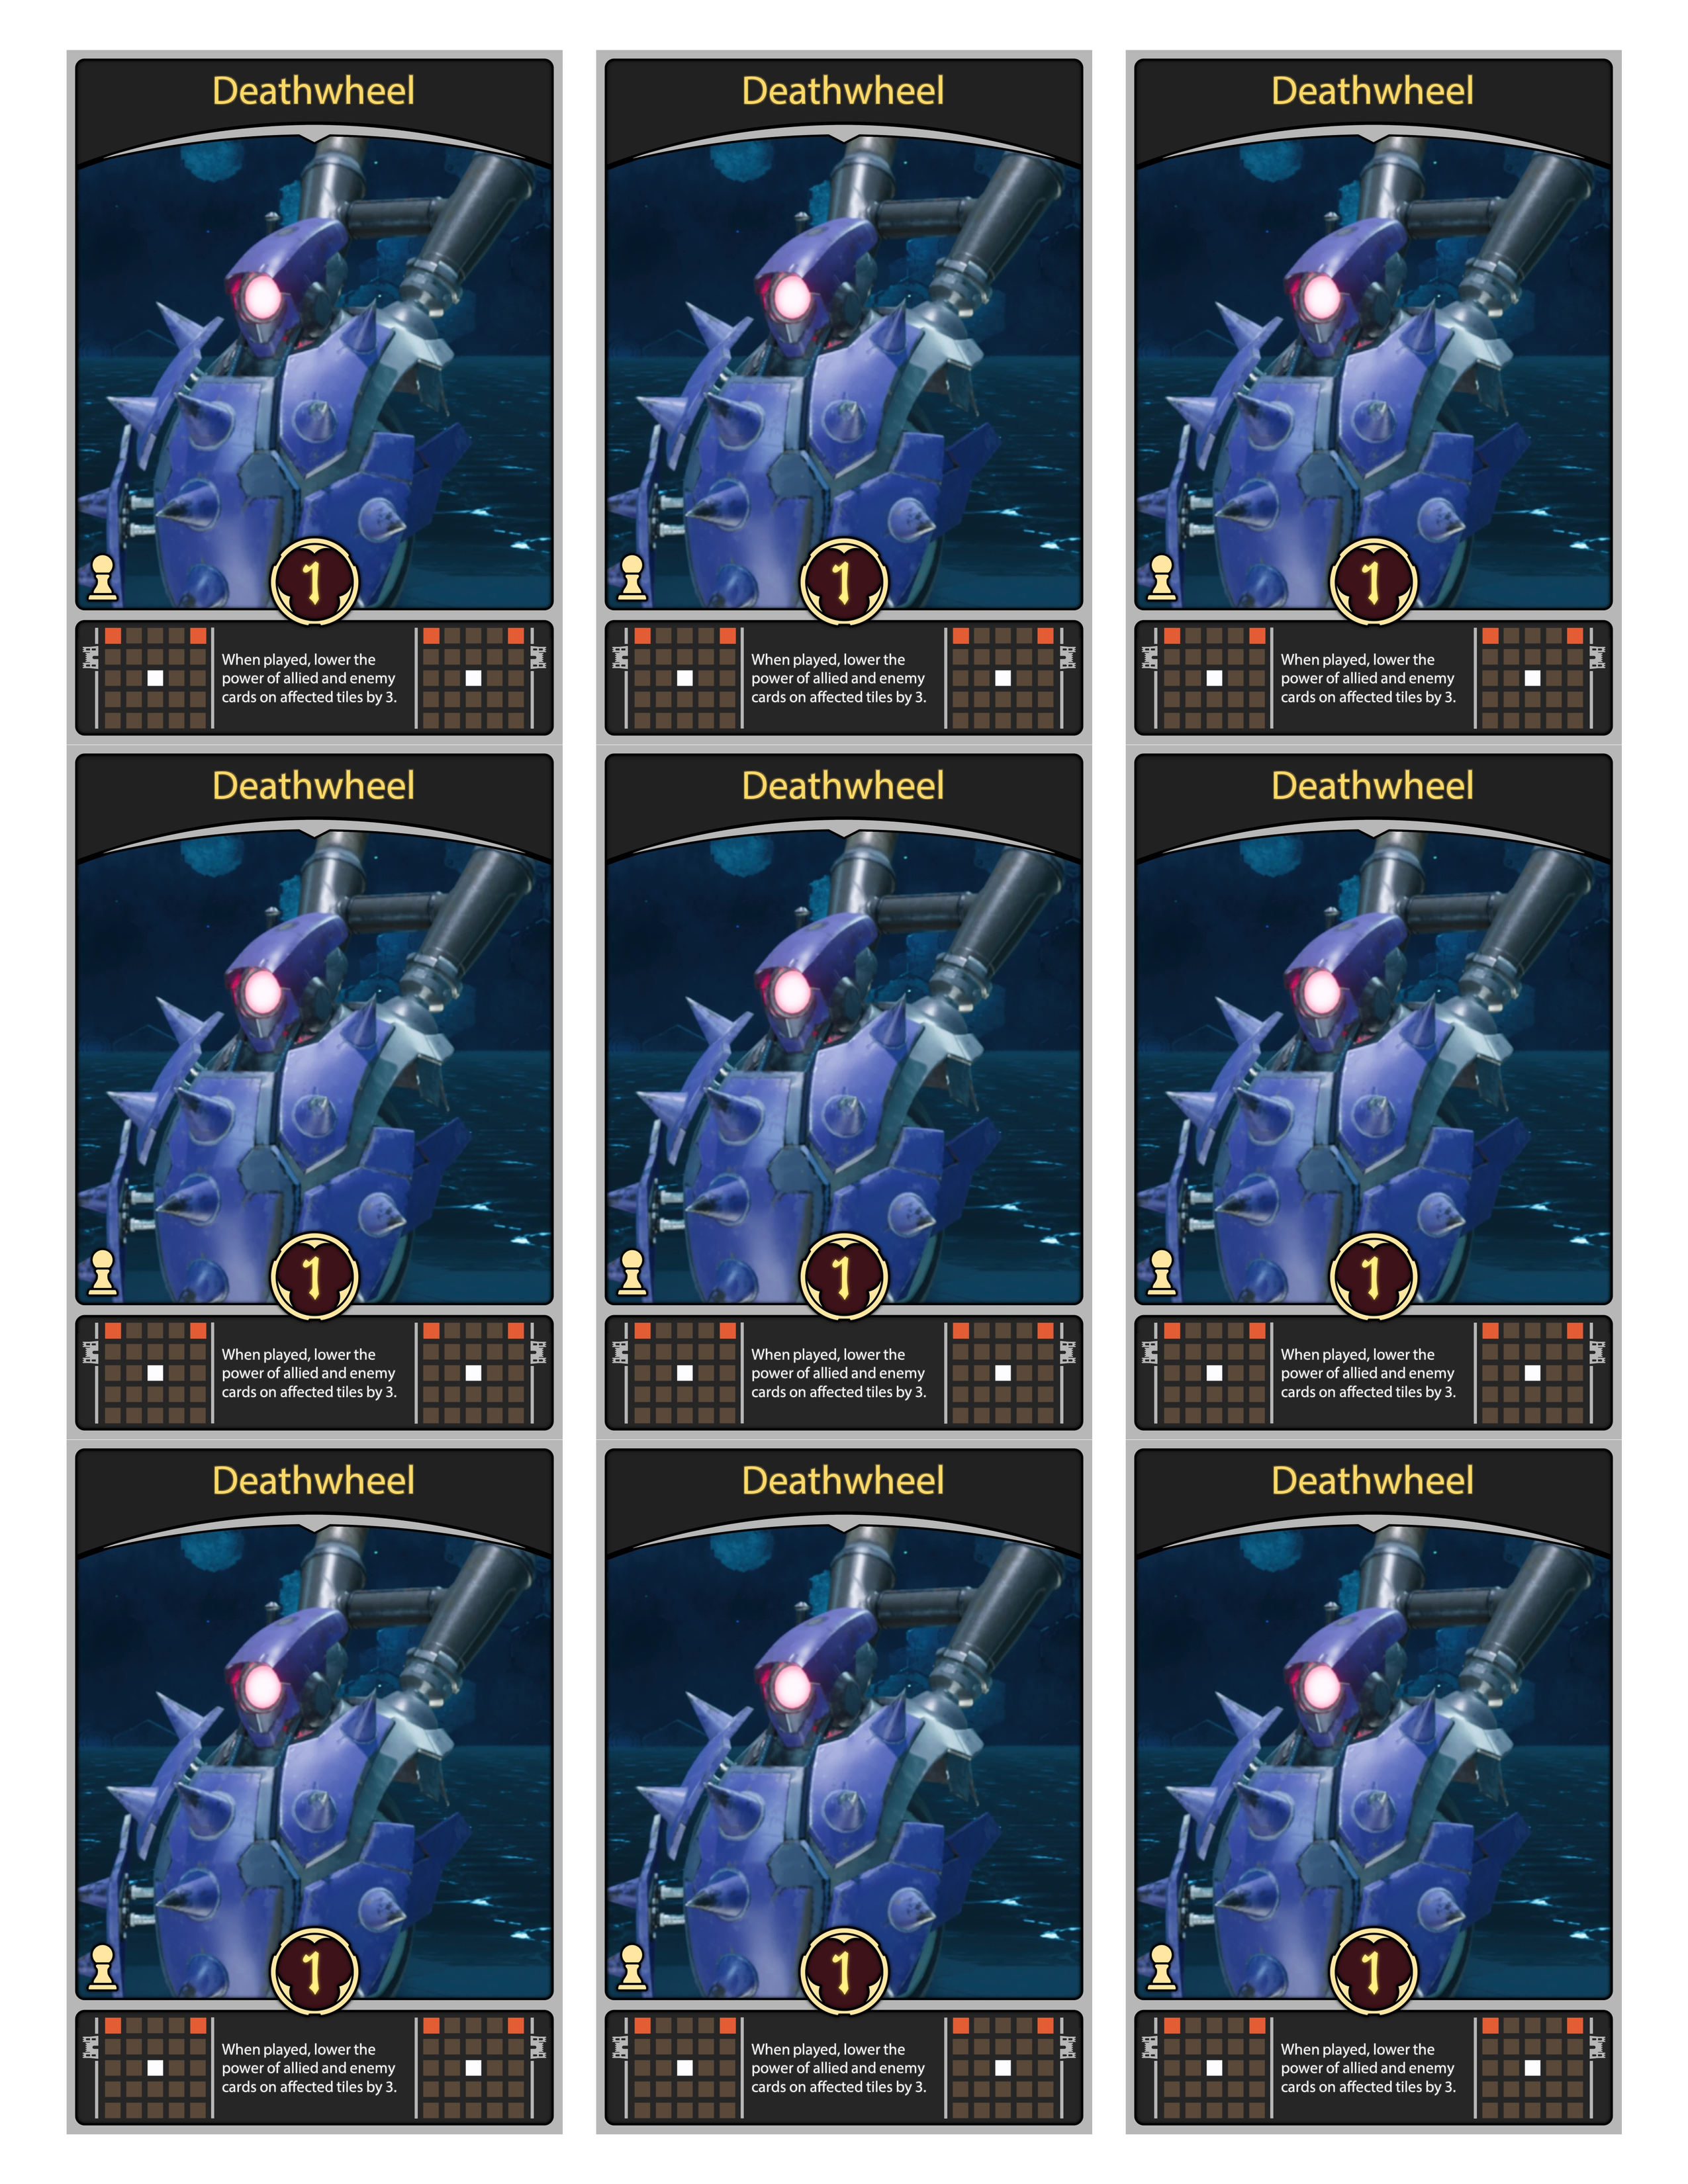 Deathwheel
Deathwheel
Deathwheel
1
1
1
When played, lower the
power of allied and enemy
cards on affected tiles by 3.
When played, lower the
power of allied and enemy
cards on affected tiles by 3.
When played, lower the
power of allied and enemy
cards on affected tiles by 3.
Deathwheel
Deathwheel
Deathwheel
1
1
1
When played, lower the
power of allied and enemy
cards on affected tiles by 3.
When played, lower the
power of allied and enemy
cards on affected tiles by 3.
When played, lower the
power of allied and enemy
cards on affected tiles by 3.
Deathwheel
Deathwheel
Deathwheel
1
1
1
When played, lower the
power of allied and enemy
cards on affected tiles by 3.
When played, lower the
power of allied and enemy
cards on affected tiles by 3.
When played, lower the
power of allied and enemy
cards on affected tiles by 3.